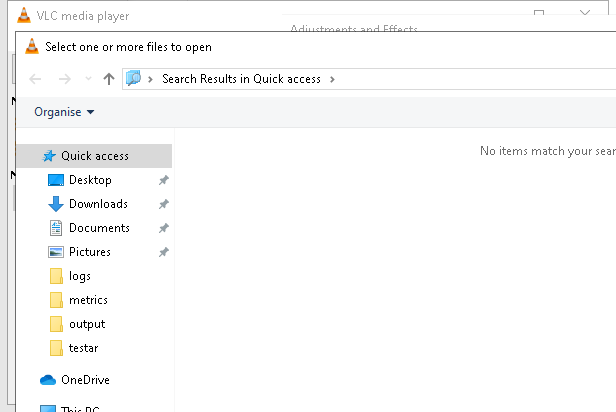 VLC media player
Adjustments and Effects
Select one or more files to open
Search Results in Quick access
Organise
Quick access
No items match your sear
Desktop
Downloads
Documents
Pictures
logs
metrics
output
testar
OneDrive
This PC